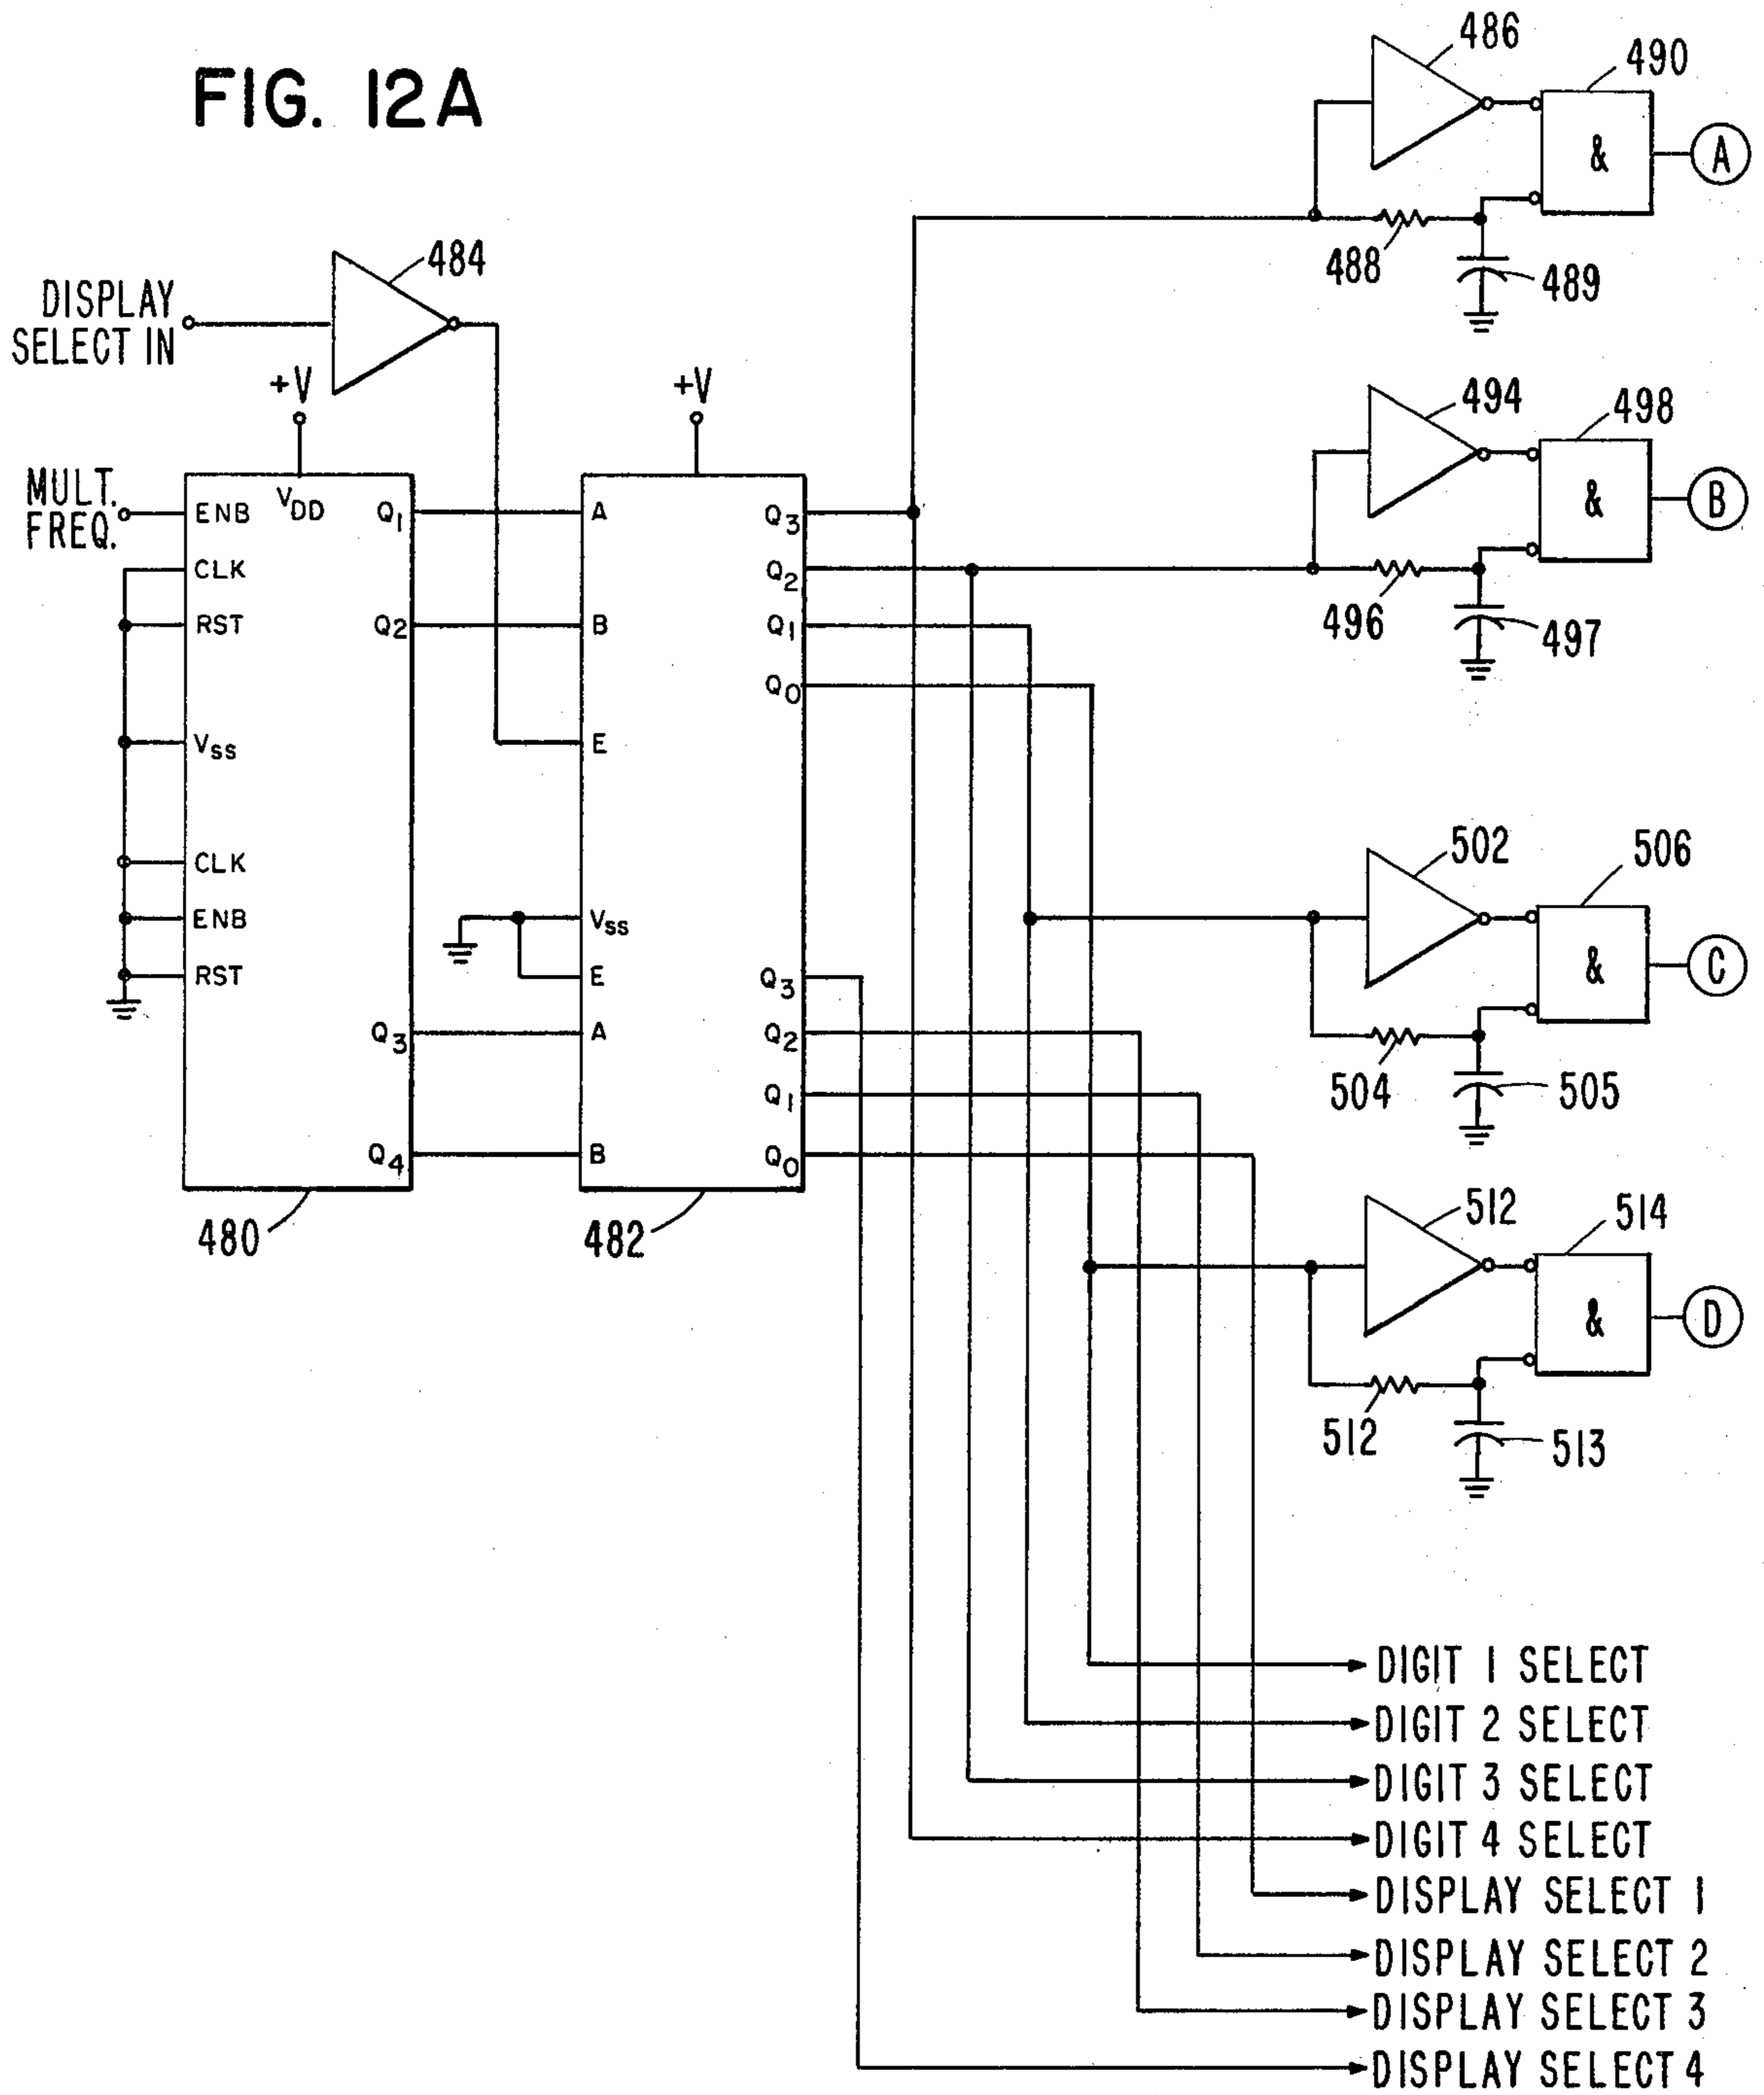 FIG. 12A
486
490
&
A
488
489
484
DISPLAY
SELECT IN
+V
+V
494
498
&
B
496
497
MULT.
FREQ.
ENB
VDD
Q1
CLK
RST
Q2
VSS
CLK
ENB
RST
Q3
Q4
480
A
Q3
Q2
B
Q1
Q0
E
VSS
E
Q3
A
Q2
Q1
B
Q0
482
502
506
&
C
504
505
512
514
&
D
512
513
DIGIT 1 SELECT
DIGIT 2 SELECT
DIGIT 3 SELECT
DIGIT 4 SELECT
DISPLAY SELECT 1
DISPLAY SELECT 2
DISPLAY SELECT 3
DISPLAY SELECT 4